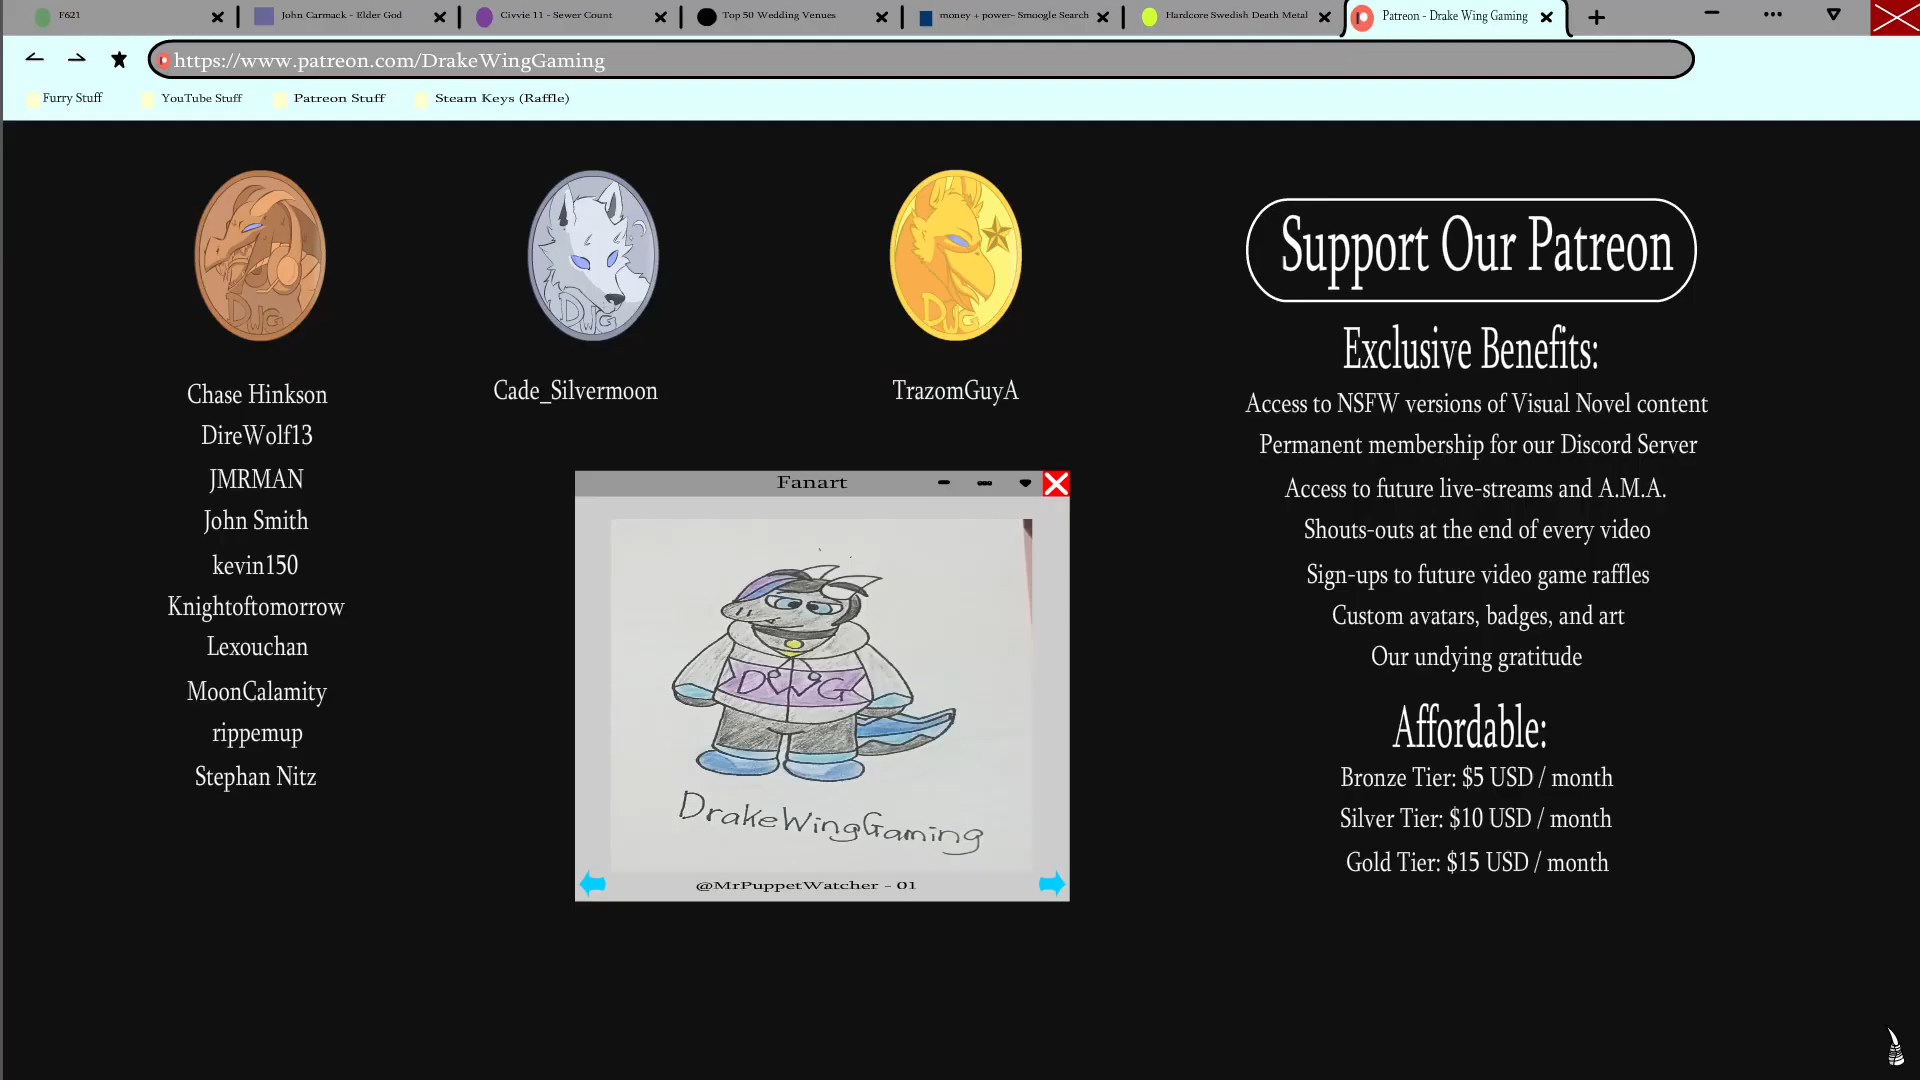 F621
John Carmack - Elder God
Civvie 11 - Sewer Count
Top 50 Wedding Venues
money + power- Smoogle Search
Hardcore Swedish Death Metal
Patreon - Drake Wing Gaming
https://www.patreon.com/DrakeWingGaming
Furry Stuff
YouTube Stuff
Patreon Stuff
Steam Keys (Raffle)
DWG
DWG
DWG
Chase Hinkson
DireWolf13
JMRMAN
John Smith
kevin150
Knightoftomorrow
Lexouchan
MoonCalamity
rippemup
Stephan Nitz
Cade_Silvermoon
TrazomGuyA
Fanart
DWG
DrakeWingGaming
@MrPuppetWatcher - 01
Support Our Patreon
Exclusive Benefits:
Access to NSFW versions of Visual Novel content
Permanent membership for our Discord Server
Access to future live-streams and A.M.A.
Shouts-outs at the end of every video
Sign-ups to future video game raffles
Custom avatars, badges, and art
Our undying gratitude
Affordable:
Bronze Tier: $5 USD / month
Silver Tier: $10 USD / month
Gold Tier: $15 USD / month